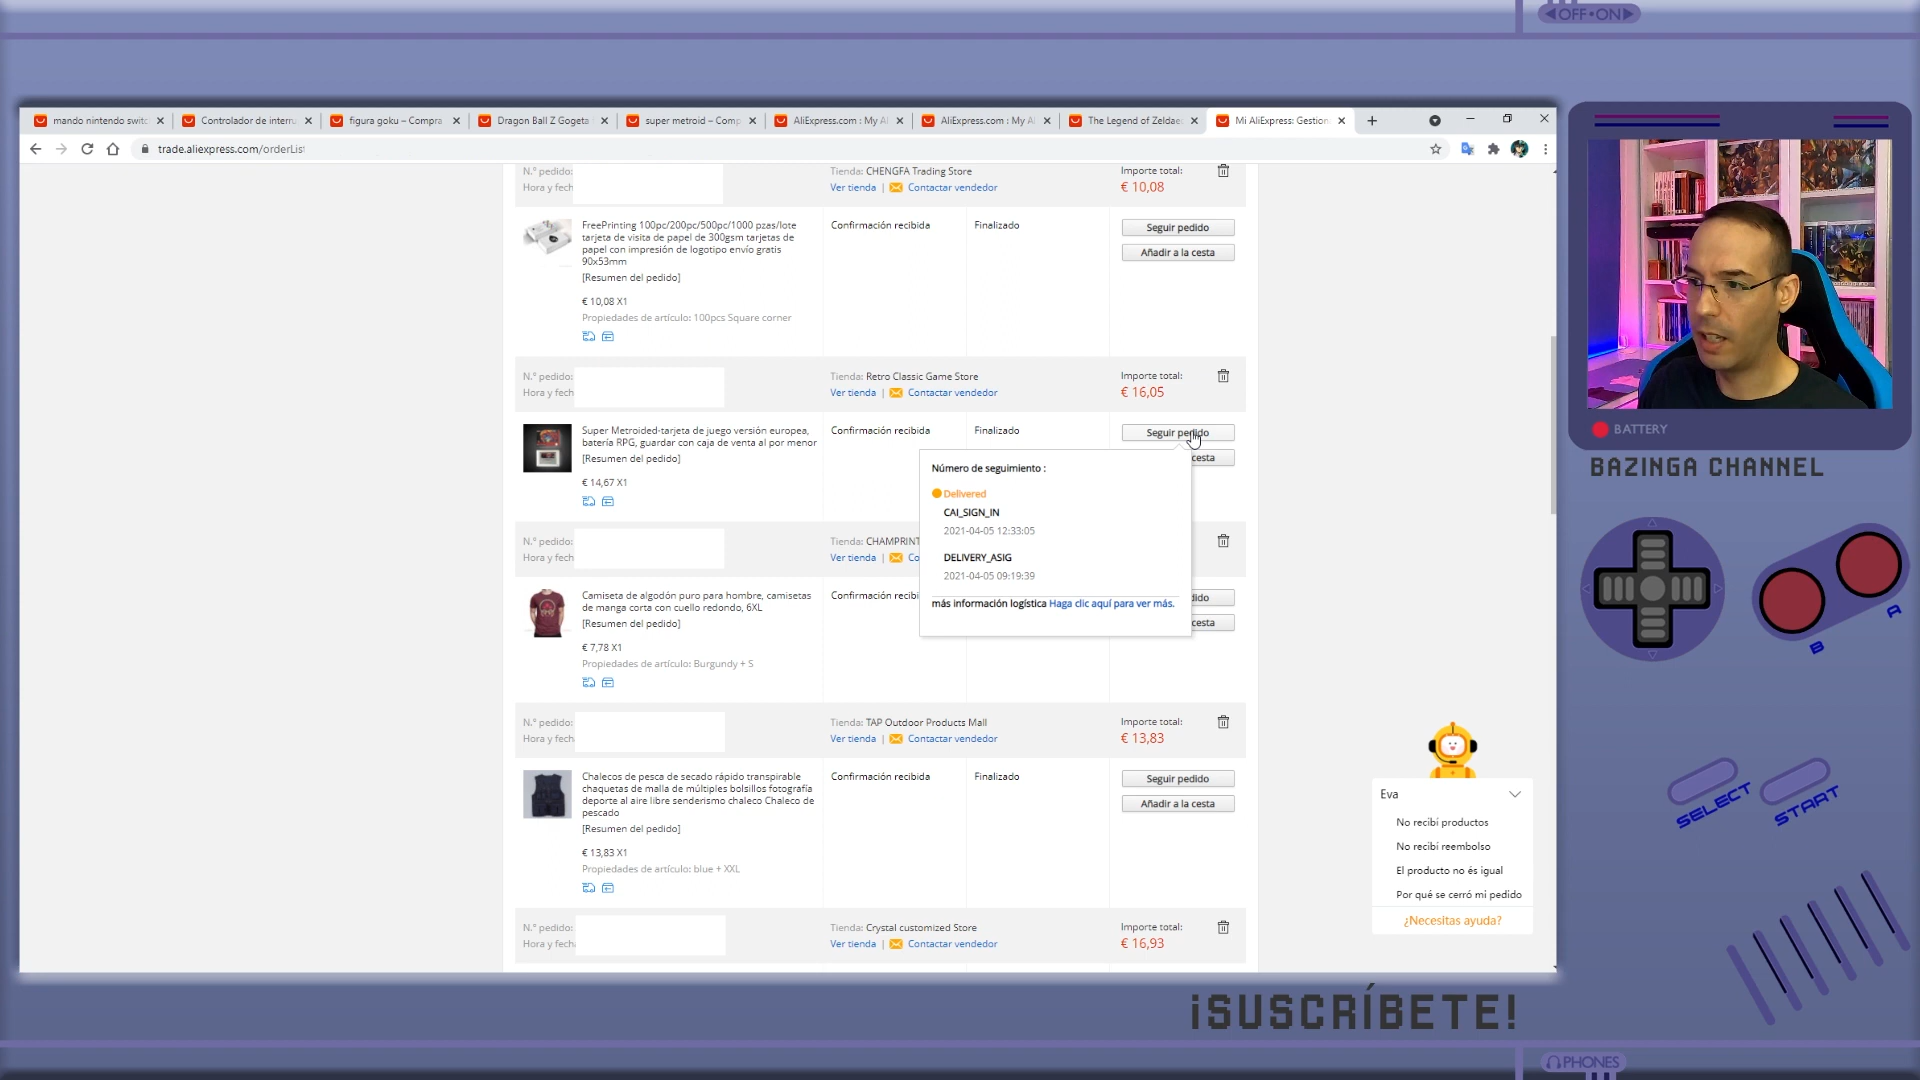 ◀OFF•ON▶
mando nintendo switc
Controlador de interru
figura goku – Compra
Dragon Ball Z Gogeta
super metroid – Comp
AliExpress.com : My Al
AliExpress.com : My Al
The Legend of Zeldaed
Mi AliExpress: Gestion
trade.aliexpress.com/orderList
N.º pedido:
Hora y fech
Tienda: CHENGFA Trading Store
Ver tienda | Contactar vendedor
Importe total:
€ 10,08
FreePrinting 100pc/200pc/500pc/1000 pzas/lote
tarjeta de visita de papel de 300gsm tarjetas de
papel con impresión de logotipo envío gratis
90x53mm
[Resumen del pedido]
€ 10,08 X1
Propiedades de artículo: 100pcs Square corner
Confirmación recibida
Finalizado
Seguir pedido
Añadir a la cesta
N.º pedido:
Hora y fech
Tienda: Retro Classic Game Store
Ver tienda | Contactar vendedor
Importe total:
€ 16,05
Super Metroided-tarjeta de juego versión europea,
batería RPG, guardar con caja de venta al por menor
[Resumen del pedido]
€ 14,67 X1
Confirmación recibida
Finalizado
Seguir pedido
cesta
Número de seguimiento :
Delivered
CAI_SIGN_IN
2021-04-05 12:33:05
DELIVERY_ASIG
2021-04-05 09:19:39
más información logística Haga clic aquí para ver más.
N.º pedido:
Hora y fech
Tienda: CHAMPRINT
Ver tienda | Co
Camiseta de algodón puro para hombre, camisetas
de manga corta con cuello redondo, 6XL
[Resumen del pedido]
€ 7,78 X1
Propiedades de artículo: Burgundy + S
Confirmación recibi
dido
cesta
N.º pedido:
Hora y fech
Tienda: TAP Outdoor Products Mall
Ver tienda | Contactar vendedor
Importe total:
€ 13,83
Chalecos de pesca de secado rápido transpirable
chaquetas de malla de múltiples bolsillos fotografía
deporte al aire libre senderismo chaleco Chaleco de
pescado
[Resumen del pedido]
€ 13,83 X1
Propiedades de artículo: blue + XXL
Confirmación recibida
Finalizado
Seguir pedido
Añadir a la cesta
N.º pedido:
Hora y fecha
Tienda: Crystal customized Store
Ver tienda | Contactar vendedor
Importe total:
€ 16,93
Eva
No recibí productos
No recibí reembolso
El producto no és igual
Por qué se cerró mi pedido
¿Necesitas ayuda?
BATTERY
BAZINGA CHANNEL
A
B
SELECT
START
¡SUSCRÍBETE!
PHONES